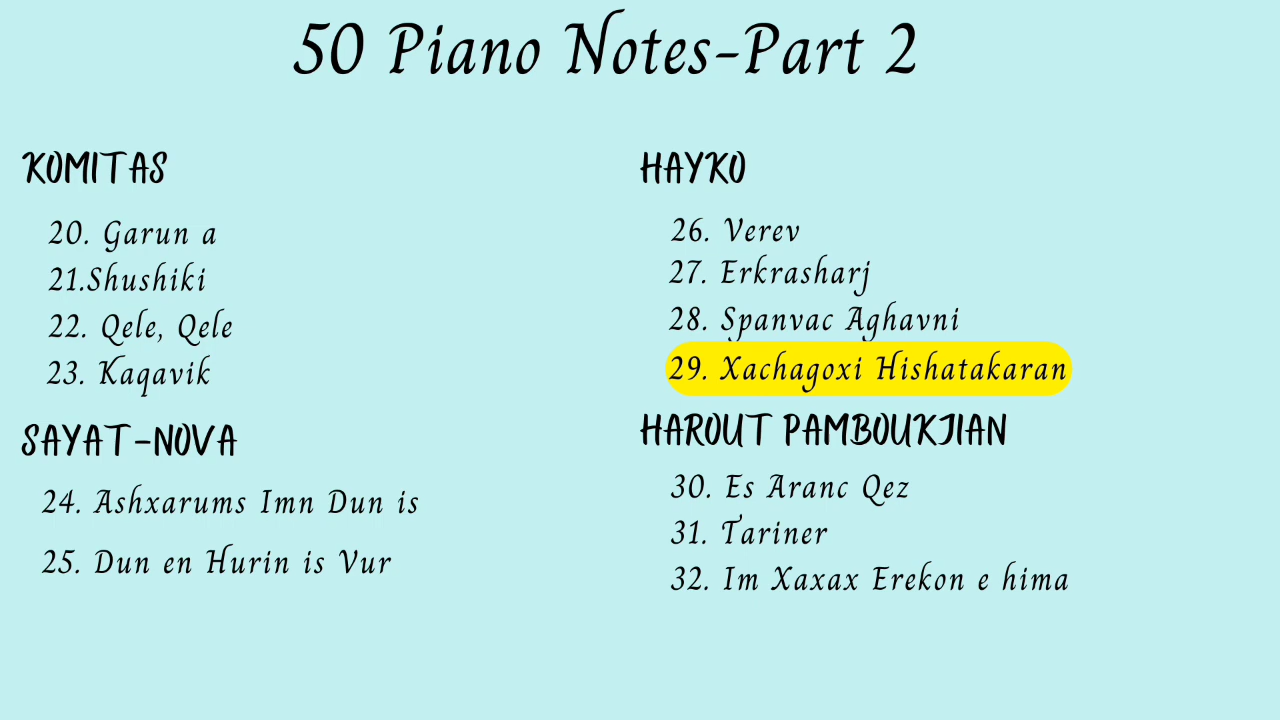 50 Piano Notes-Part 2
KOMITAS
20. Garun a
21.Shushiki
22. Qele, Qele
23. Kaqavik
SAYAT-NOVA
24. Ashxarums Imn Dun is
25. Dun en Hurin is Vur
HAYKO
26. Verev
27. Erkrasharj
28. Spanvac Aghavni
29. Xachagoxi Hishatakaran
HAROUT PAMBOUKJIAN
30. Es Aranc Qez
31. Tariner
32. Im Xaxax Erekon e hima